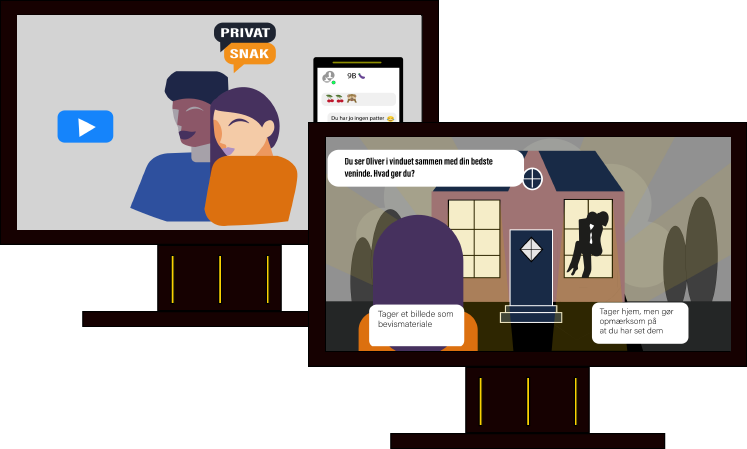 PRIVAT
SNAK
9B 🍆
🍒🍒🙈
Du har jo ingen patter 😂
Du ser Oliver i vinduet sammen med din bedste
veninde. Hvad gør du?
Tager et billede som
bevismateriale
Tager hjem, men gør
opmærksom på
at du har set dem